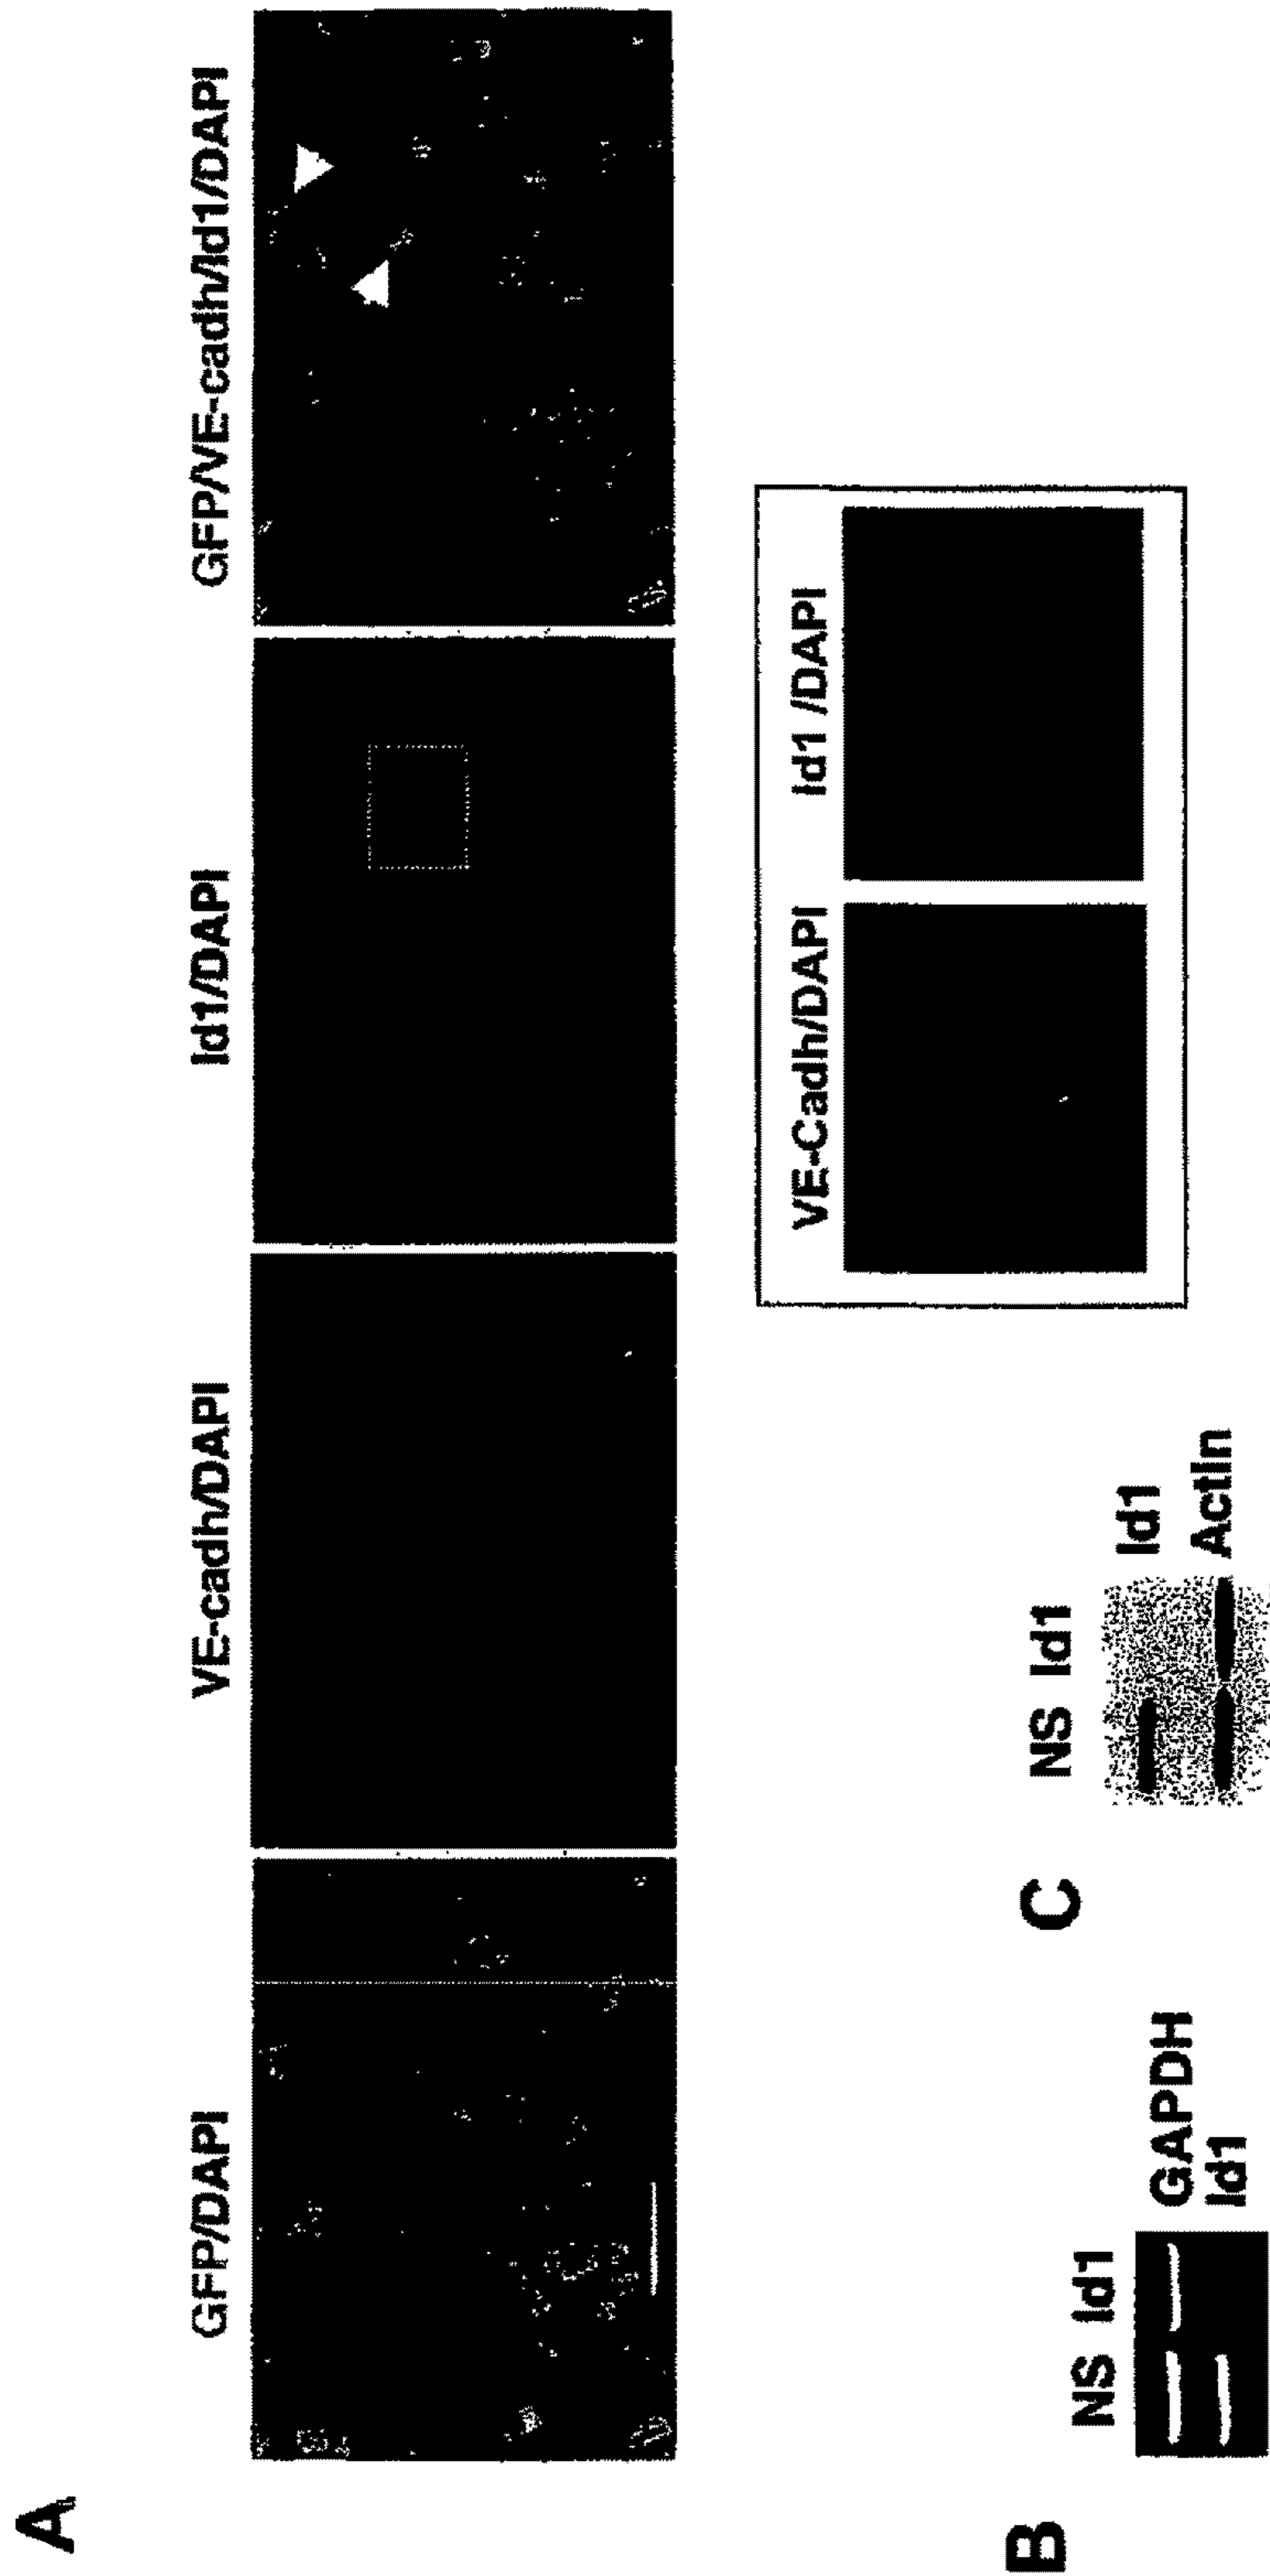 A
GFP/DAPI
VE-cadh/DAPI
Id1/DAPI
GFP/VE-cadh/Id1/DAPI
VE-Cadh/DAPI
Id1 /DAPI
B
NS Id1
GAPDH
Id1
C
NS Id1
Id1
Actin